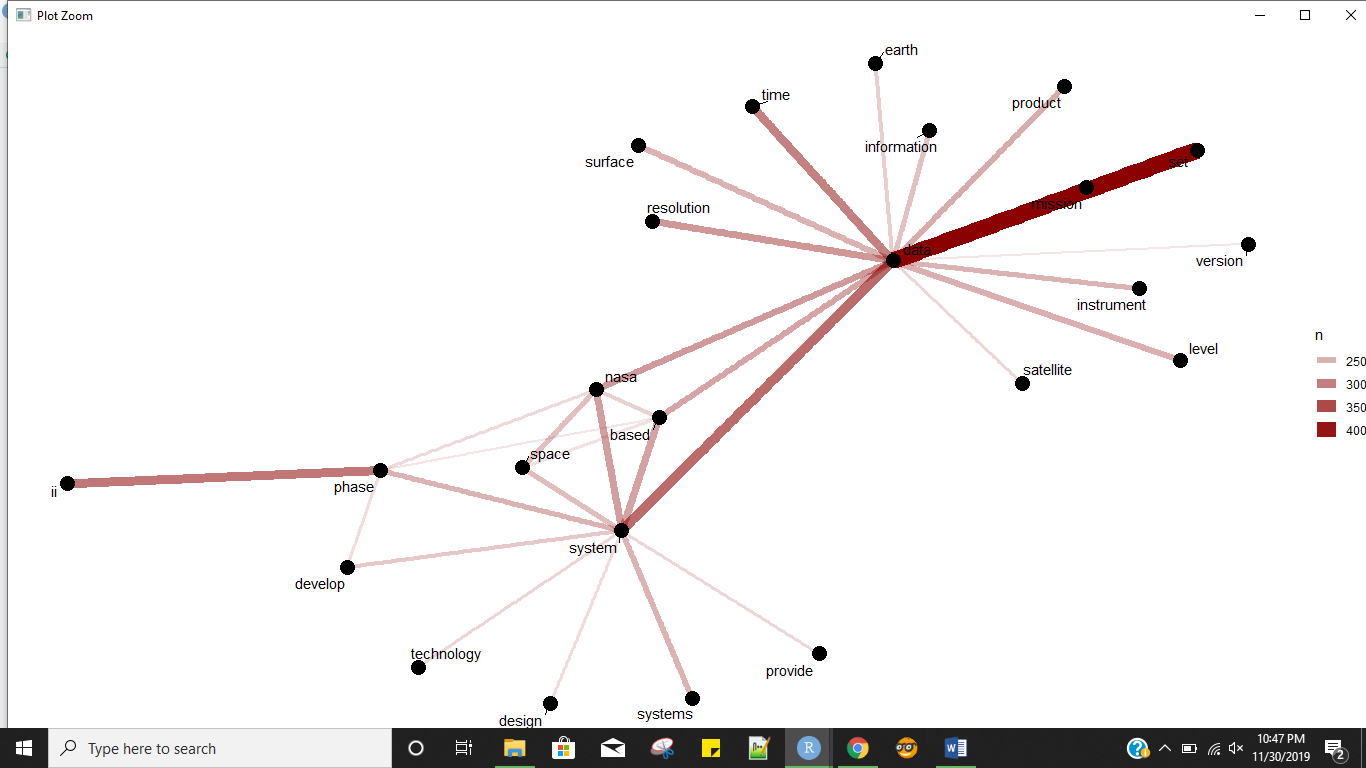 Plot Zoom
earth
time
product
information
surface
set
mission
resolution
data
version
instrument
n
level
250
satellite
300
nasa
350
400
based
space
phase
ii
system
develop
technology
provide
systems
design
Type here to search
R
W
10:47 PM
11/30/2019
2